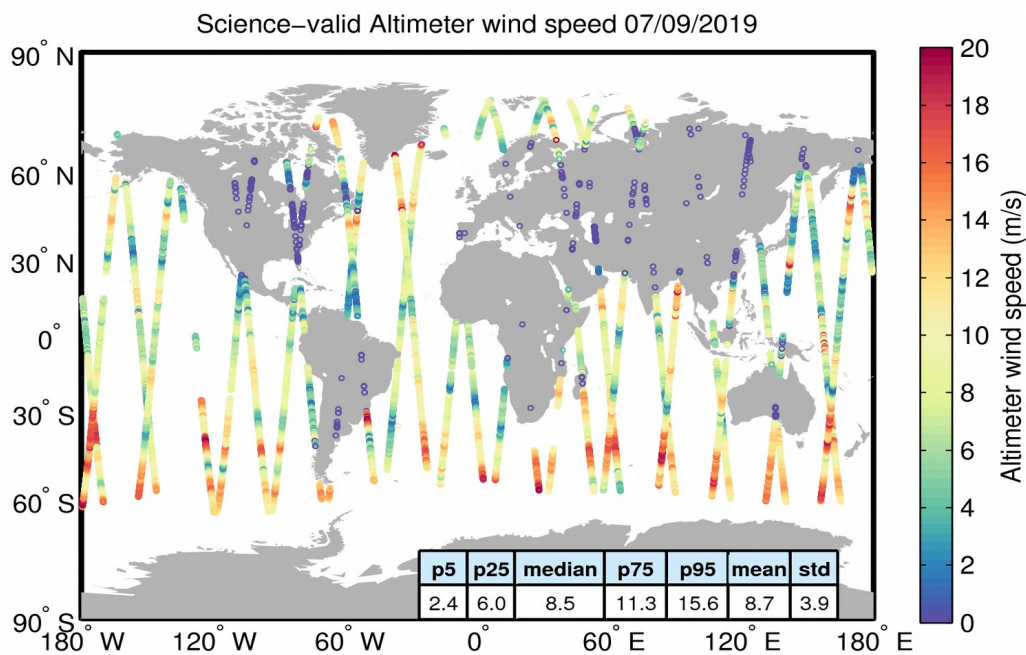 Science−valid Altimeter wind speed 07/09/2019
90° N
60° N
30° N
0°
30° S
60° S
90° S
180° W
120° W
60° W
0°
60° E
120° E
180° E
p5 p25 median p75 p95 mean std
2.4 6.0 8.5 11.3 15.6 8.7 3.9
20
18
16
14
12
10
8
6
4
2
0
Altimeter wind speed (m/s)